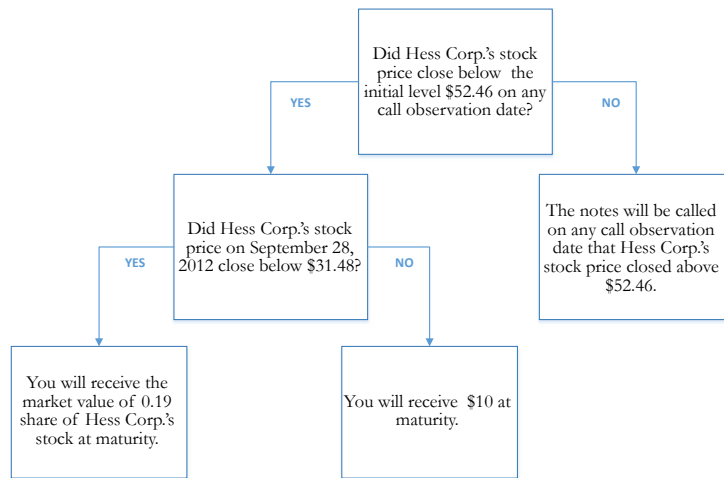 Did Hess Corp.'s stock
price close below the
initial level $52.46 on any
call observation date?
YES
NO
Did Hess Corp.'s stock
price on September 28,
2012 close below $31.48?
The notes will be called
on any call observation
date that Hess Corp.'s
stock price closed above
$52.46.
YES
NO
You will receive the
market value of 0.19
share of Hess Corp.'s
stock at maturity.
You will receive $10 at
maturity.